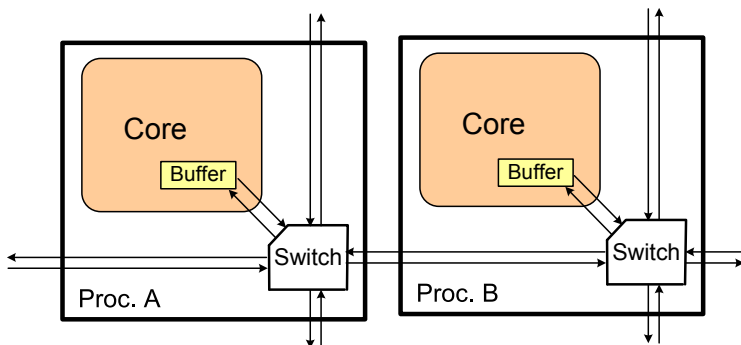 Core
Buffer
Switch
Proc. A
Core
Buffer
Switch
Proc. B